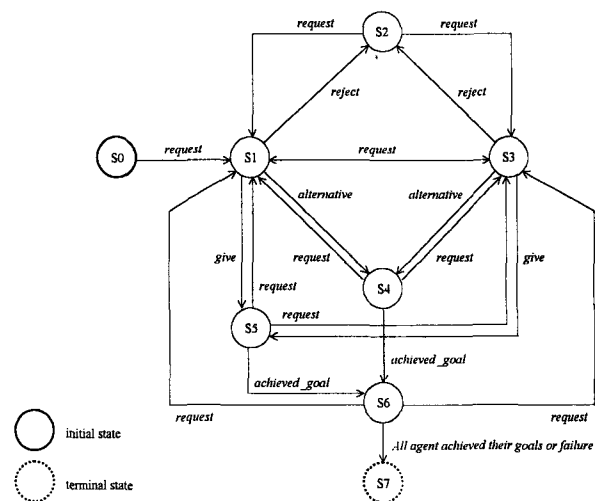 S2
request
request
reject
reject
S0
request
S1
request
S3
alternative
alternative
give
request
request
give
S4
request
S5
request
achieved_goal
achieved_goal
S6
request
request
initial state
All agent achieved their goals or failure
terminal state
S7